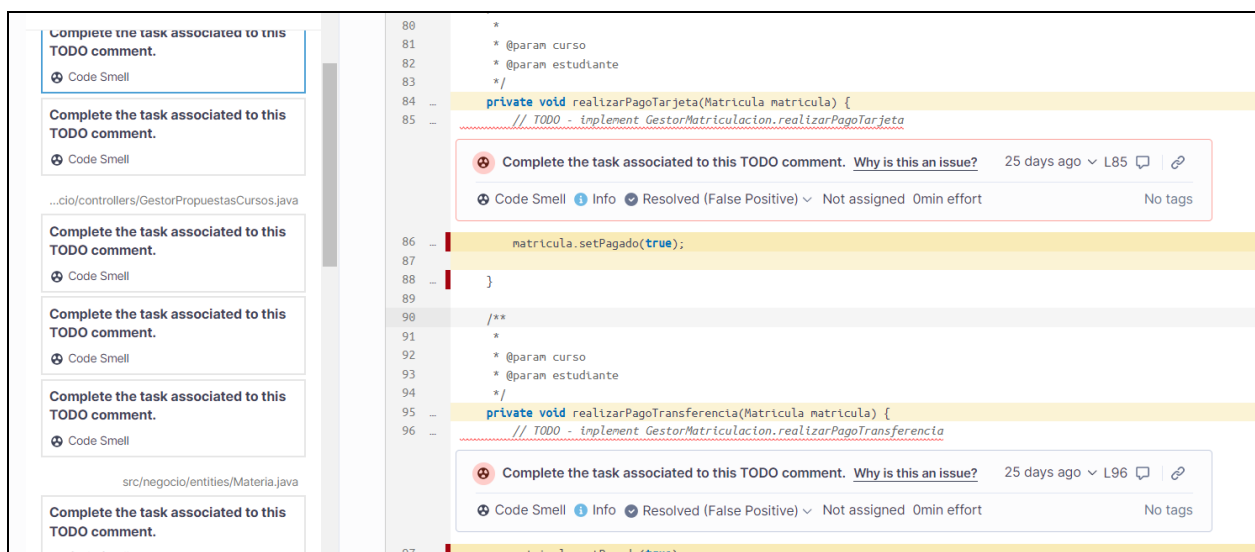 Complete the task associated to this
TODO comment.
Code Smell
Complete the task associated to this
TODO comment.
Code Smell
...cio/controllers/GestorPropuestasCursos.java
Complete the task associated to this
TODO comment.
Code Smell
Complete the task associated to this
TODO comment.
Code Smell
Complete the task associated to this
TODO comment.
Code Smell
src/negocio/entities/Materia.java
Complete the task associated to this
TODO comment.
80 *
81 * @param curso
82 * @param estudiante
83 */
84 ... private void realizarPagoTarjeta(Matricula matricula) {
85 ... // TODO - implement GestorMatriculacion.realizarPagoTarjeta
Complete the task associated to this TODO comment. Why is this an issue? 25 days ago L85
Code Smell Info Resolved (False Positive) Not assigned 0min effort No tags
86 ... matricula.setPagado(true);
87
88 ... }
89
90 /**
91 *
92 * @param curso
93 * @param estudiante
94 */
95 ... private void realizarPagoTransferencia(Matricula matricula) {
96 ... // TODO - implement GestorMatriculacion.realizarPagoTransferencia
Complete the task associated to this TODO comment. Why is this an issue? 25 days ago L96
Code Smell Info Resolved (False Positive) Not assigned 0min effort No tags